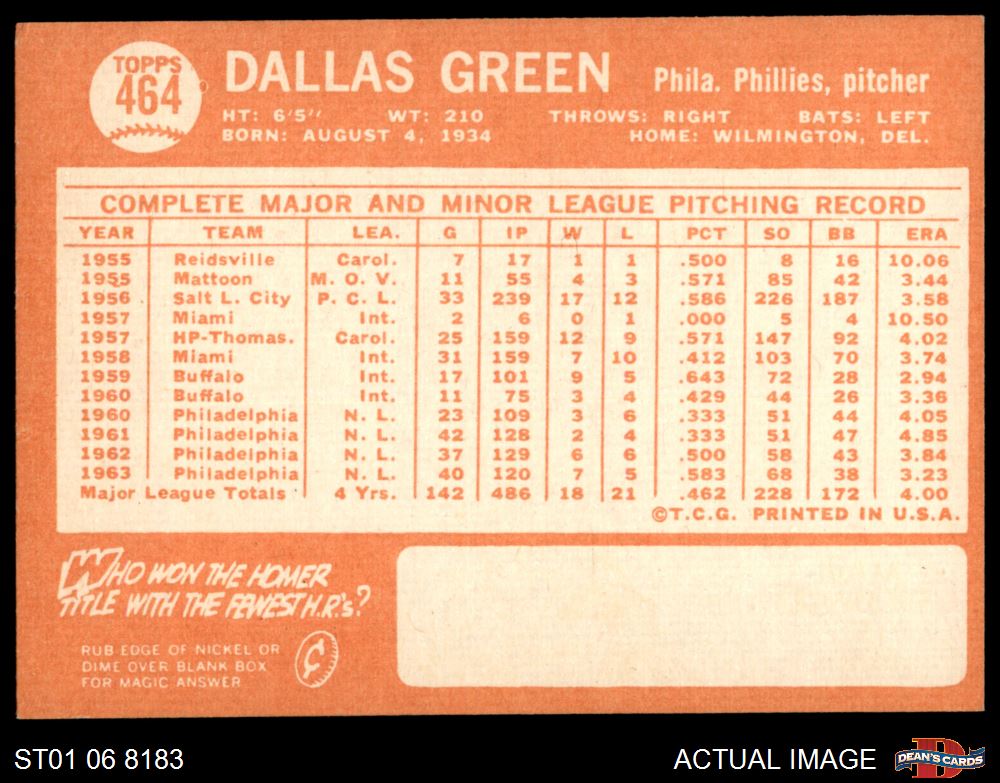 TOPPS
464
DALLAS GREEN Phila. Phillies, pitcher
HT: 6'5'' WT: 210 THROWS: RIGHT BATS: LEFT
BORN: AUGUST 4, 1934 HOME: WILMINGTON, DEL.
COMPLETE MAJOR AND MINOR LEAGUE PITCHING RECORD
YEAR TEAM LEA. G IP W L PCT SO BB ERA
1955 Reidsville Carol. 7 17 1 1 .500 8 16 10.06
1955 Mattoon M. O. V. 11 55 4 3 .571 85 42 3.44
1956 Salt L. City P. C. L. 33 239 17 12 .586 226 187 3.58
1957 Miami Int. 2 6 0 1 .000 5 4 10.50
1957 HP-Thomas. Carol. 25 159 12 9 .571 147 92 4.02
1958 Miami Int. 31 159 7 10 .412 103 70 3.74
1959 Buffalo Int. 17 101 9 5 .643 72 28 2.94
1960 Buffalo Int. 11 75 3 4 .429 44 26 3.36
1960 Philadelphia N. L. 23 109 3 6 .333 51 44 4.05
1961 Philadelphia N. L. 42 128 2 4 .333 51 47 4.85
1962 Philadelphia N. L. 37 129 6 6 .500 58 43 3.84
1963 Philadelphia N. L. 40 120 7 5 .583 68 38 3.23
Major League Totals 4 Yrs. 142 486 18 21 .462 228 172 4.00
©T.C.G. PRINTED IN U.S.A.
WHO WON THE HOMER
TITLE WITH THE FEWEST H.R.'s?
RUB EDGE OF NICKEL OR
DIME OVER BLANK BOX
FOR MAGIC ANSWER
¢
ST01 06 8183 ACTUAL IMAGE
D
DEAN'S CARDS